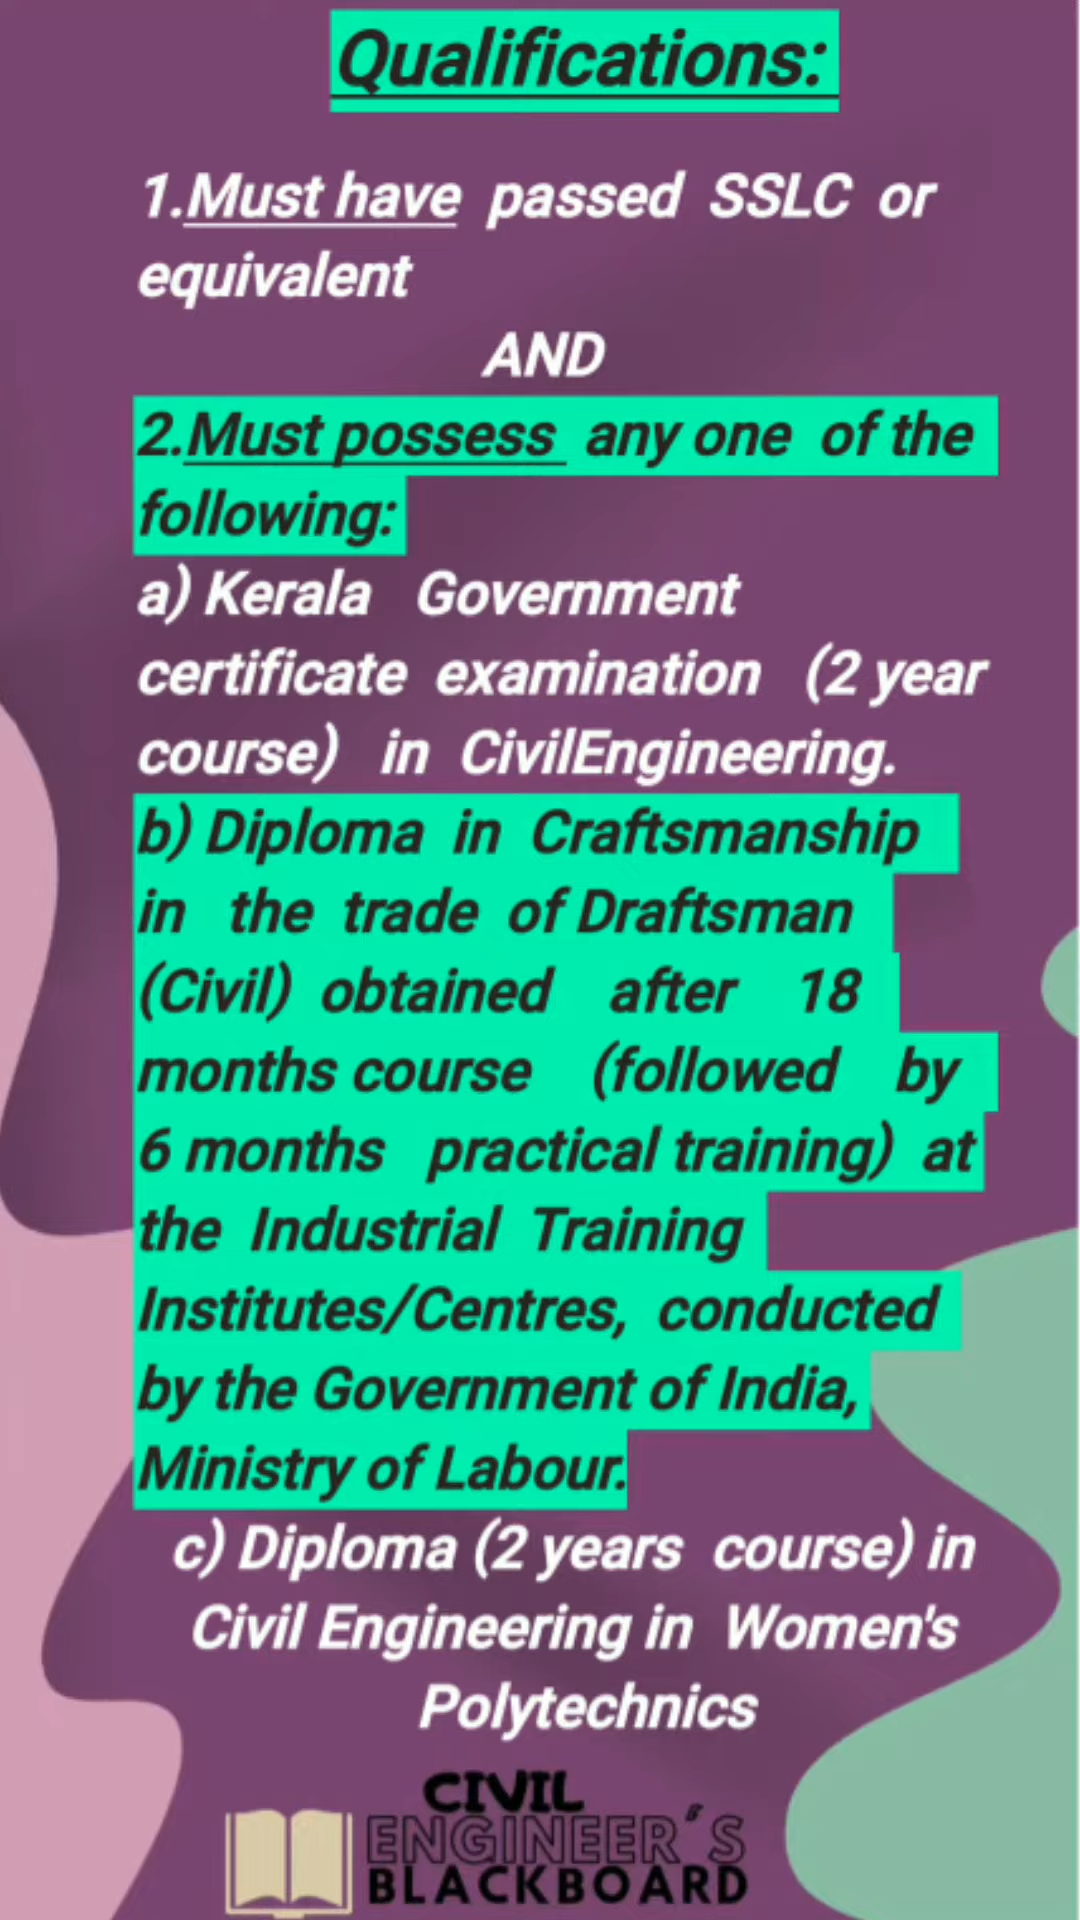 Qualifications:
1.Must have passed SSLC or
equivalent
AND
2.Must possess any one of the
following:
a) Kerala Government
certificate examination (2 year
course) in CivilEngineering.
b) Diploma in Craftsmanship
in the trade of Draftsman
(Civil) obtained after 18
months course (followed by
6 months practical training) at
the Industrial Training
Institutes/Centres, conducted
by the Government of India,
Ministry of Labour.
c) Diploma (2 years course) in
Civil Engineering in Women's
Polytechnics
CIVIL
ENGINEER'S
BLACKBOARD